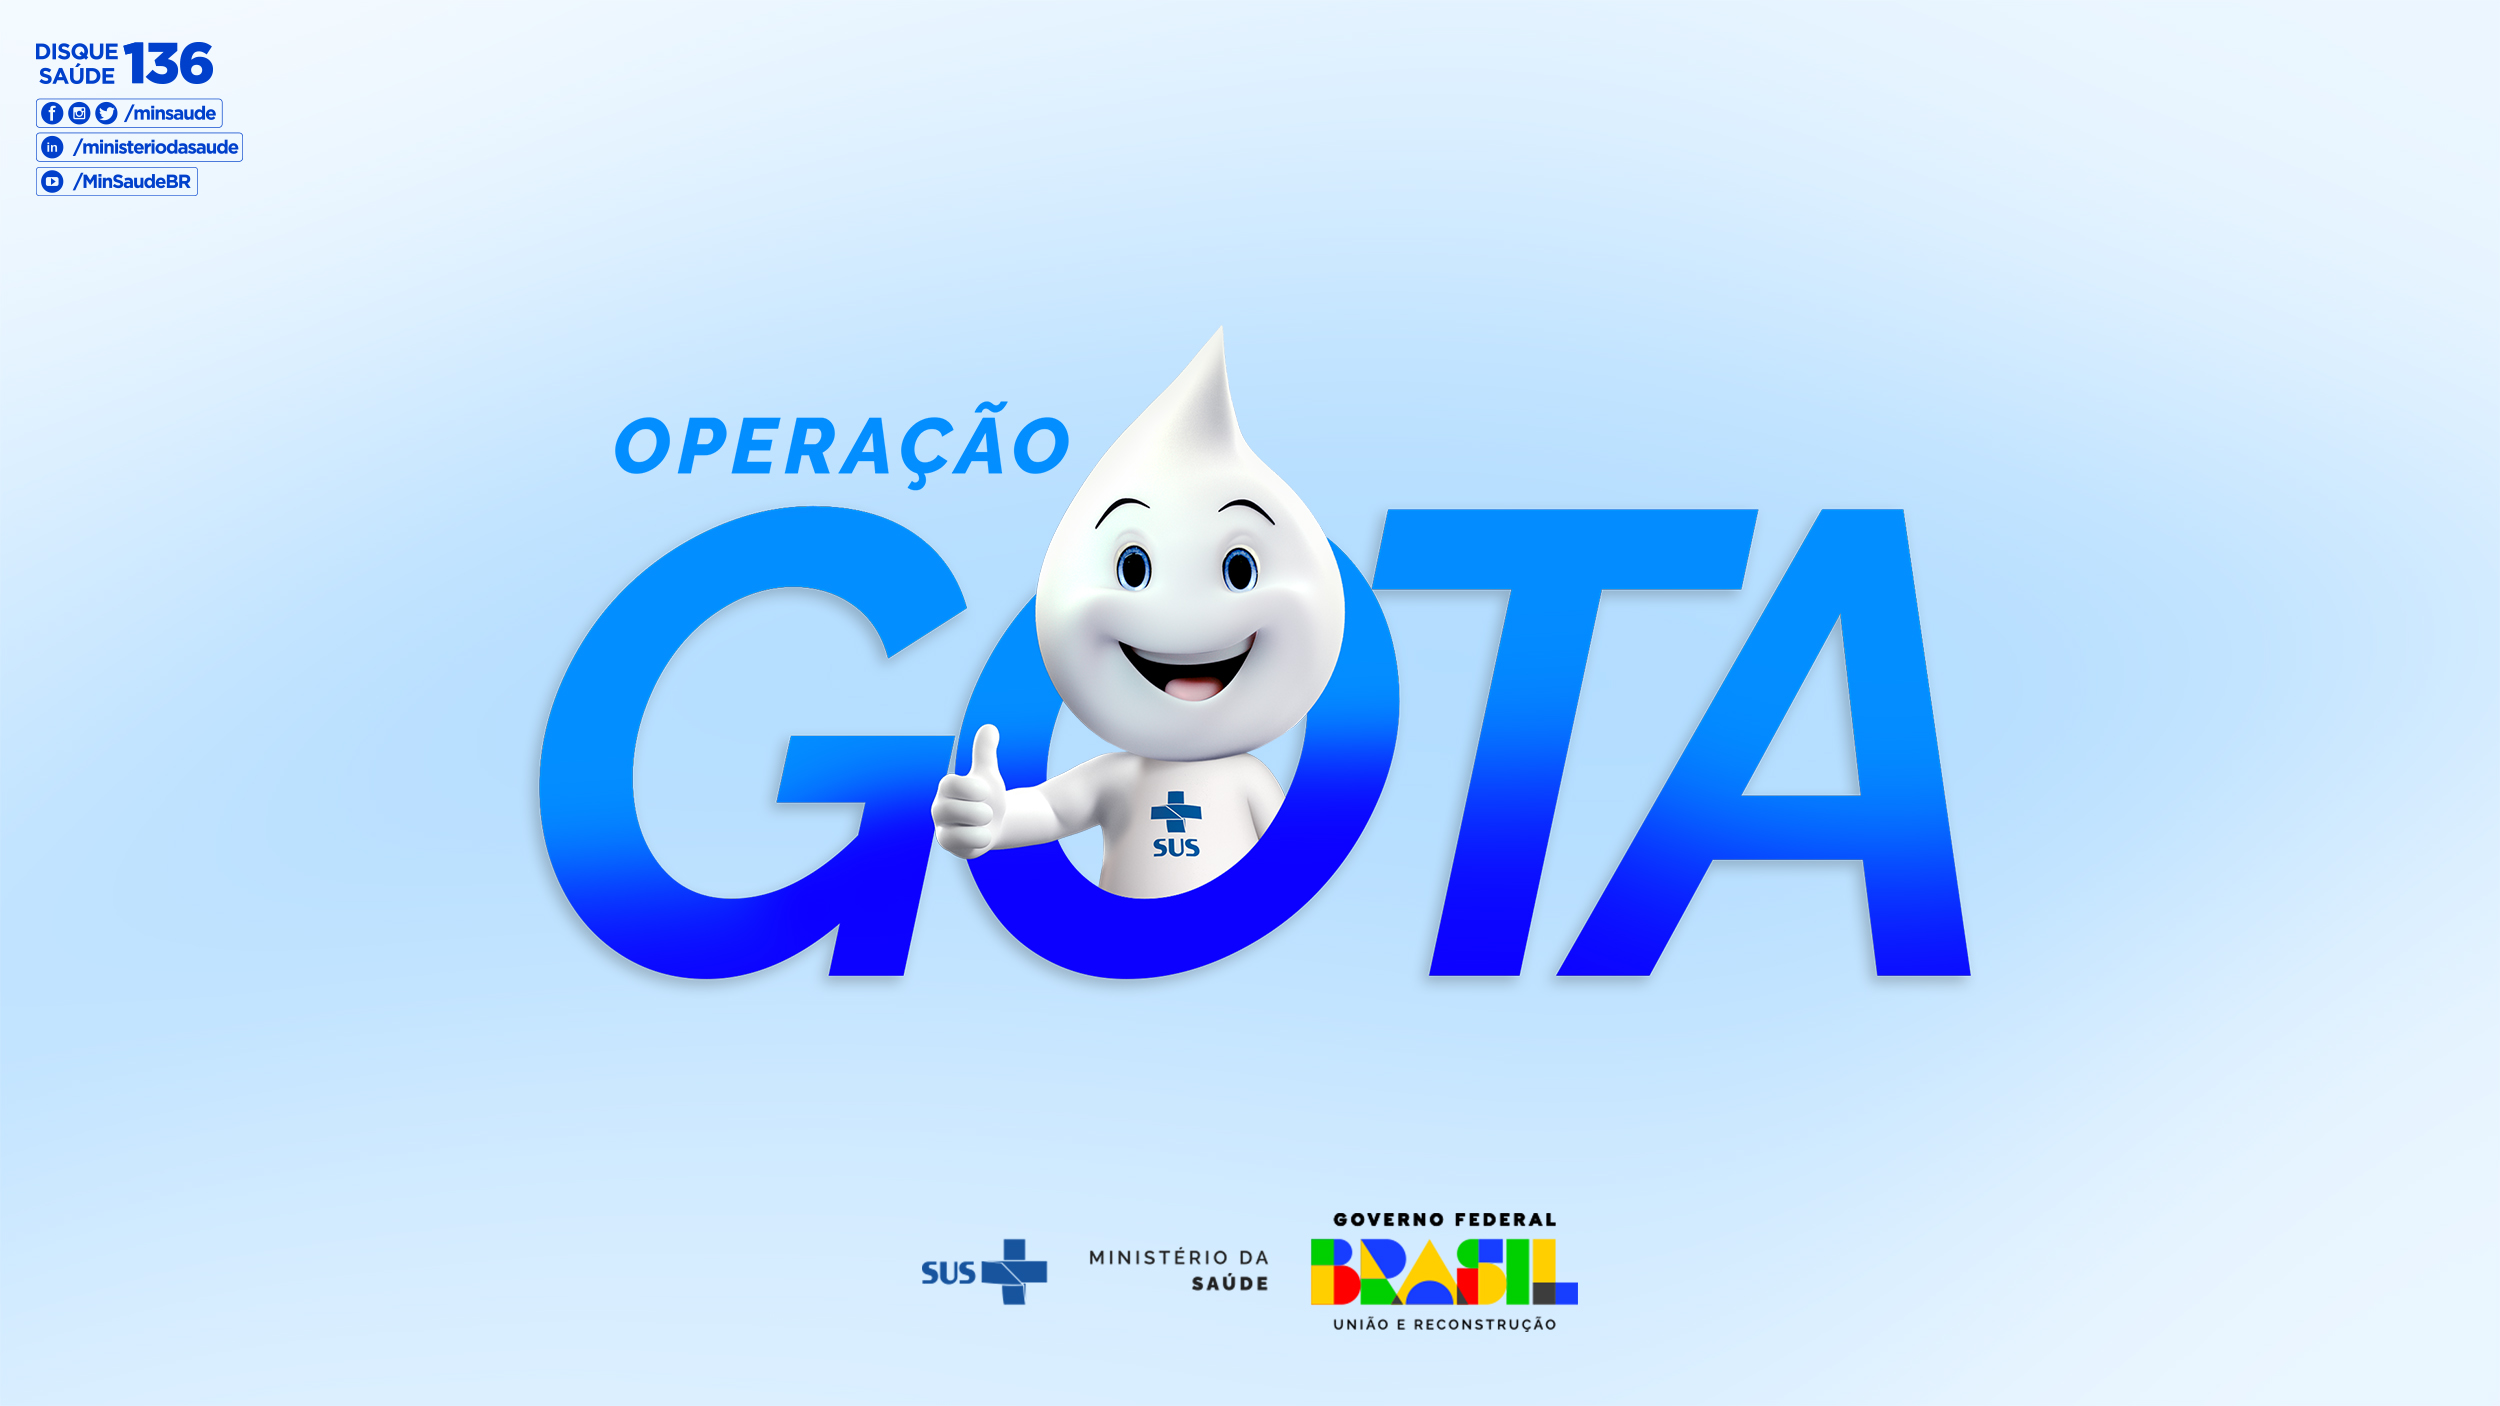 DISQUE
SAÚDE 136
/minsaude
/ministeriodasaude
/MinSaudeBR
OPERAÇÃO
GOTA
SUS
SUS
MINISTÉRIO DA
SAÚDE
GOVERNO FEDERAL
BRASIL
UNIÃO E RECONSTRUÇÃO